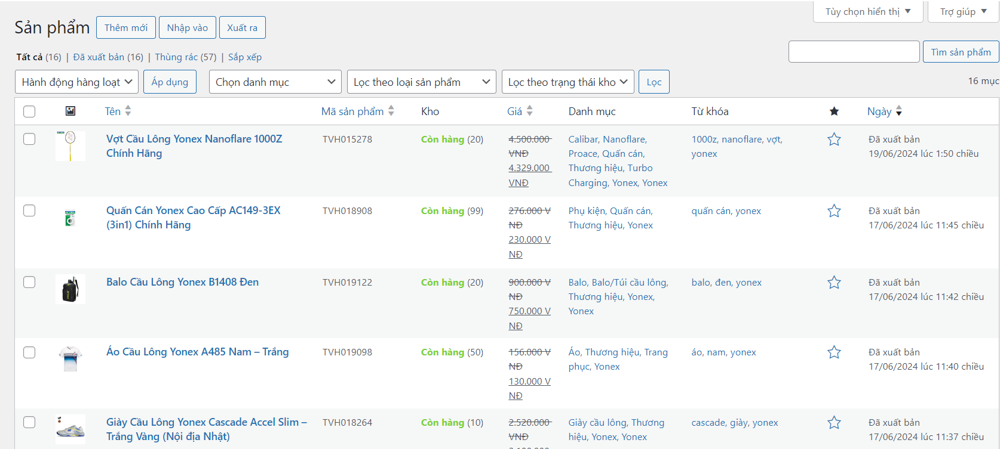 Tùy chọn hiển thị
Trợ giúp
Sản phẩm
Thêm mới
Nhập vào
Xuất ra
Tất cả (16) | Đã xuất bản (16) | Thùng rác (57) | Sắp xếp
Tìm sản phẩm
Hành động hàng loạt
Áp dụng
Chọn danh mục
Lọc theo loại sản phẩm
Lọc theo trạng thái kho
Lọc
16 mục
Tên
Mã sản phẩm
Kho
Giá
Danh mục
Từ khóa
Ngày
Vợt Cầu Lông Yonex Nanoflare 1000Z
Chính Hãng
TVH015278
Còn hàng (20)
4.500.000
VNĐ
4.329.000
VNĐ
Calibar, Nanoflare,
Proace, Quấn cán,
Thương hiệu, Turbo
Charging, Yonex, Yonex
1000z, nanoflare, vợt,
yonex
Đã xuất bản
19/06/2024 lúc 1:50 chiều
Quấn Cán Yonex Cao Cấp AC149-3EX
(3in1) Chính Hãng
TVH018908
Còn hàng (99)
276.000 V
NĐ
230.000 V
NĐ
Phụ kiện, Quấn cán,
Thương hiệu, Yonex
quấn cán, yonex
Đã xuất bản
17/06/2024 lúc 11:45 chiều
Balo Cầu Lông Yonex B1408 Đen
TVH019122
Còn hàng (20)
900.000 V
NĐ
750.000 V
NĐ
Balo, Balo/Túi cầu lông,
Thương hiệu, Yonex,
Yonex
balo, đen, yonex
Đã xuất bản
17/06/2024 lúc 11:42 chiều
Áo Cầu Lông Yonex A485 Nam – Trắng
TVH019098
Còn hàng (50)
156.000 V
NĐ
130.000 V
NĐ
Áo, Thương hiệu, Trang
phục, Yonex
áo, nam, yonex
Đã xuất bản
17/06/2024 lúc 11:40 chiều
Giày Cầu Lông Yonex Cascade Accel Slim –
Trắng Vàng (Nội địa Nhật)
TVH018264
Còn hàng (10)
2.520.000
VNĐ
Giày cầu lông, Thương
hiệu, Yonex, Yonex
cascade, giày, yonex
Đã xuất bản
17/06/2024 lúc 11:37 chiều